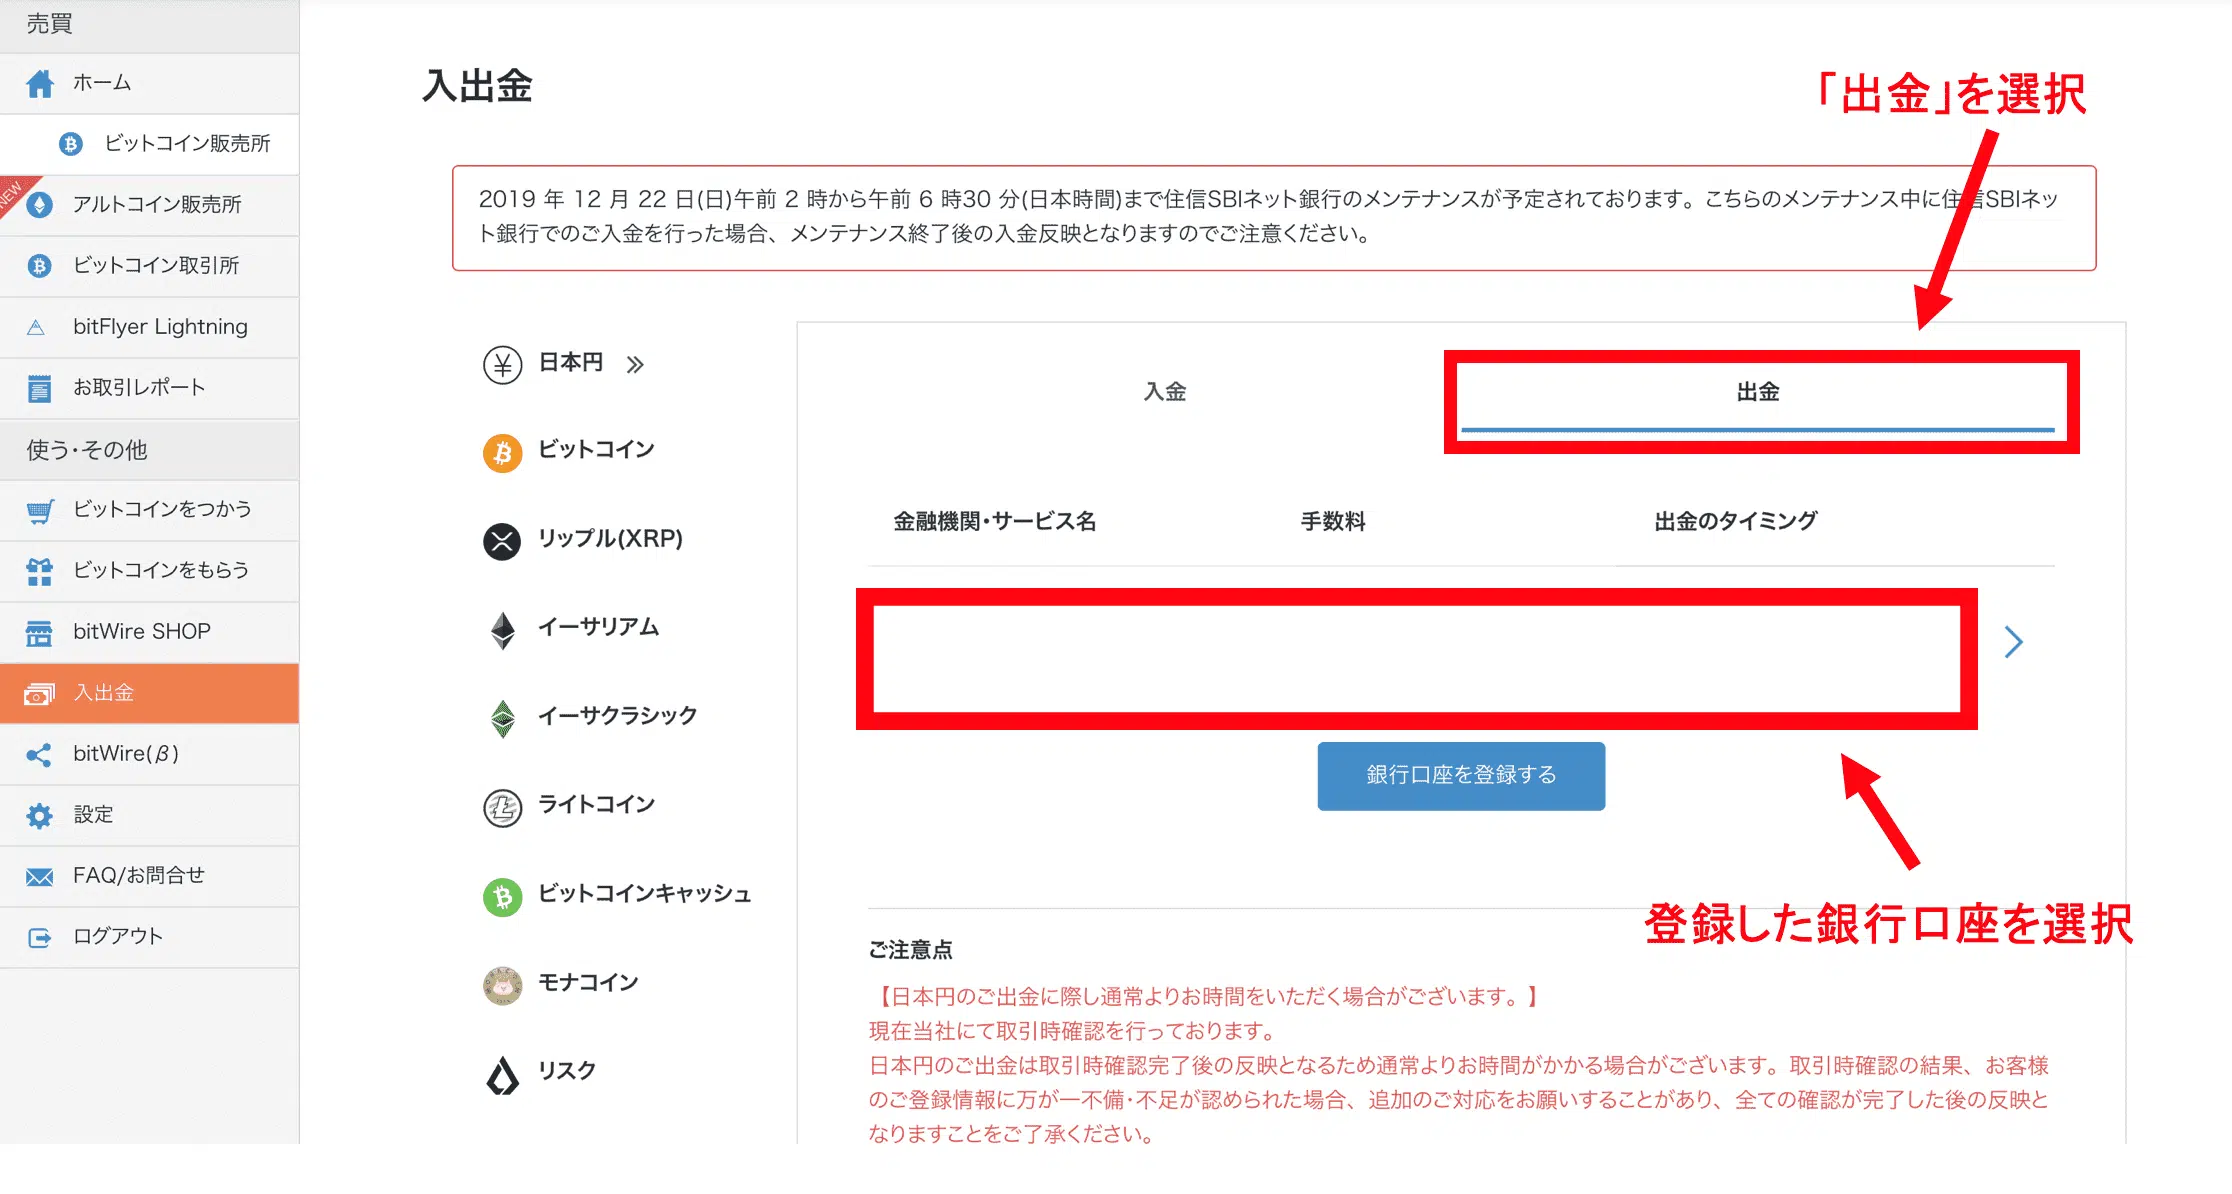 売買
ホーム
ビットコイン販売所
NEW
アルトコイン販売所
ビットコイン取引所
bitFlyer Lightning
お取引レポート
使う・その他
ビットコインをつかう
ビットコインをもらう
bitWire SHOP
入出金
bitWire(β)
設定
FAQ/お問合せ
ログアウト
入出金
「出金」を選択
2019 年 12 月 22 日(日)午前 2 時から午前 6 時30 分(日本時間)まで住信SBIネット銀行のメンテナンスが予定されております。こちらのメンテナンス中に住信SBIネッ
ト銀行でのご入金を行った場合、メンテナンス終了後の入金反映となりますのでご注意ください。
日本円
ビットコイン
リップル(XRP)
イーサリアム
イーサクラシック
ライトコイン
ビットコインキャッシュ
モナコイン
リスク
入金
出金
金融機関・サービス名
手数料
出金のタイミング
銀行口座を登録する
登録した銀行口座を選択
ご注意点
【日本円のご出金に際し通常よりお時間をいただく場合がございます。】
現在当社にて取引時確認を行っております。
日本円のご出金は取引時確認完了後の反映となるため通常よりお時間がかかる場合がございます。取引時確認の結果、お客様
のご登録情報に万が一不備・不足が認められた場合、追加のご対応をお願いすることがあり、全ての確認が完了した後の反映と
なりますことをご了承ください。